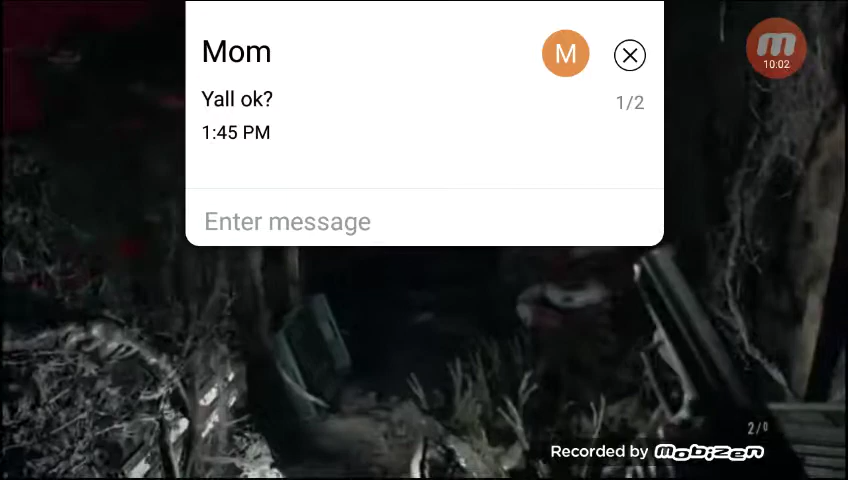 Mom
M
Yall ok?
1/2
1:45 PM
Enter message
10:02
2/0
Recorded by mobizen